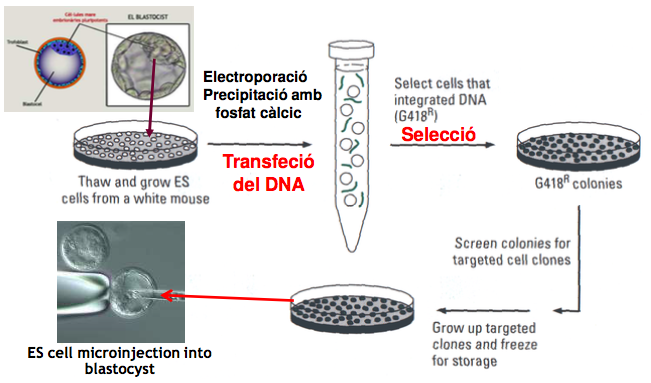 Cèl·lules mare
embrionàries pluripotents
EL BLASTOCIST
Trofoblast
Blastocel
Electroporació
Precipitació amb
fosfat càlcic
Transfeció
del DNA
Thaw and grow ES
cells from a white mouse
Select cells that
integrated DNA
(G418R)
Selecció
G418R colonies
Screen colonies for
targeted cell clones
Grow up targeted
clones and freeze
for storage
ES cell microinjection into
blastocyst